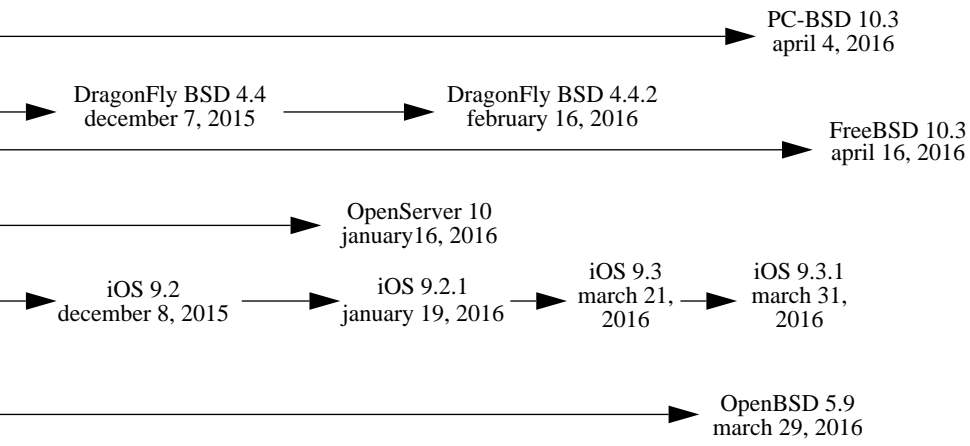 PC-BSD 10.3
april 4, 2016
DragonFly BSD 4.4
december 7, 2015
DragonFly BSD 4.4.2
february 16, 2016
FreeBSD 10.3
april 16, 2016
OpenServer 10
january16, 2016
iOS 9.2
december 8, 2015
iOS 9.2.1
january 19, 2016
iOS 9.3
march 21,
2016
iOS 9.3.1
march 31,
2016
OpenBSD 5.9
march 29, 2016